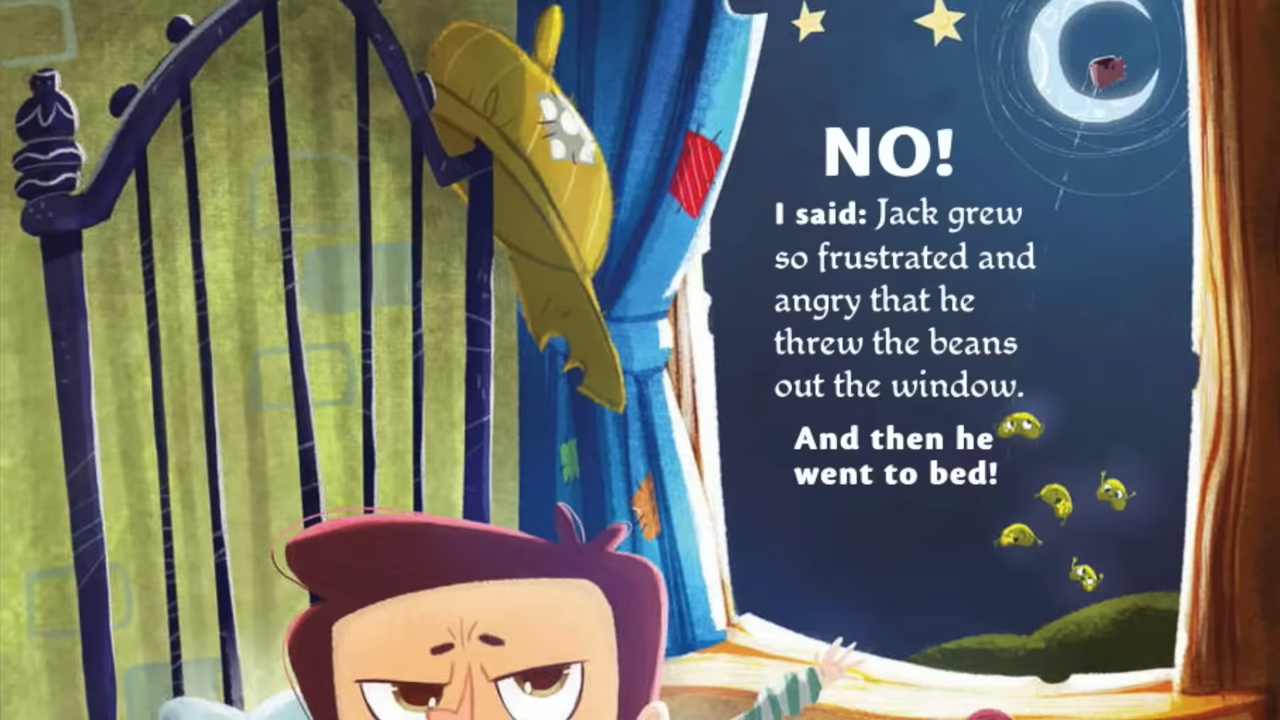 NO!
I said: Jack grew
so frustrated and
angry that he
threw the beans
out the window.
And then he
went to bed!